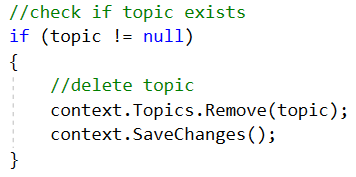 //check if topic exists
if (topic != null)
{
    //delete topic
    context.Topics.Remove(topic);
    context.SaveChanges();
}